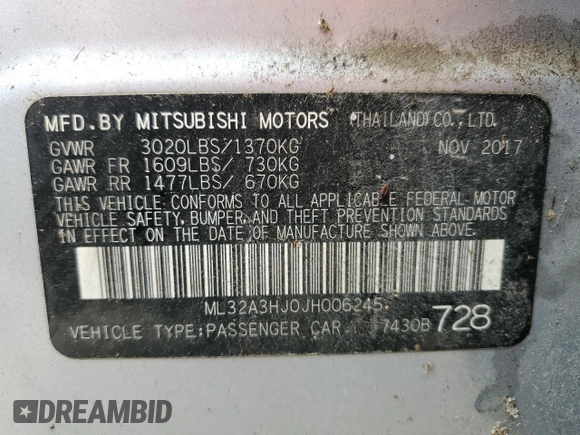 MFD.BY MITSUBISHI MOTORS (THAILAND)CO.,LTD.
GVWR 3020LBS/1370KG NOV 2017
GAWR FR 1609LBS/ 730KG
GAWR RR 1477LBS/ 670KG
THIS VEHICLE CONFORMS TO ALL APPLICABLE FEDERAL MOTOR
VEHICLE SAFETY, BUMPER, AND THEFT PREVENTION STANDARDS
IN EFFECT ON THE DATE OF MANUFACTURE SHOWN ABOVE.
ML32A3HJ0JH006245
VEHICLE TYPE:PASSENGER CAR 7430B 728
DREAMBID